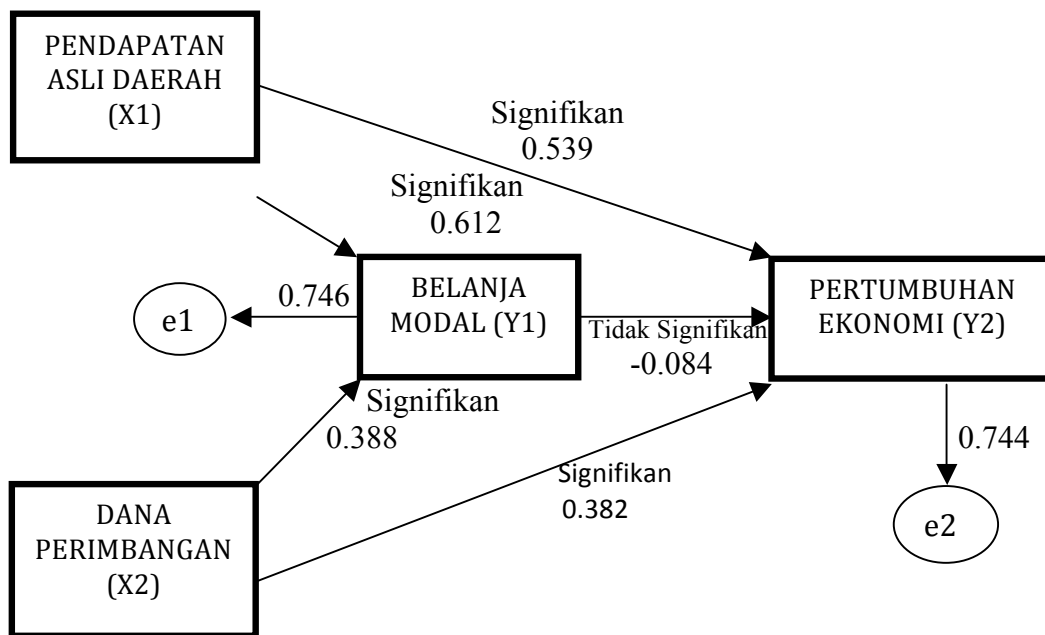 PENDAPATAN
ASLI DAERAH
(X1)
Signifikan
0.539
Signifikan
0.612
e1
0.746
BELANJA
MODAL (Y1)
Tidak Signifikan
-0.084
PERTUMBUHAN
EKONOMI (Y2)
Signifikan
0.388
Signifikan
0.382
0.744
e2
DANA
PERIMBANGAN
(X2)